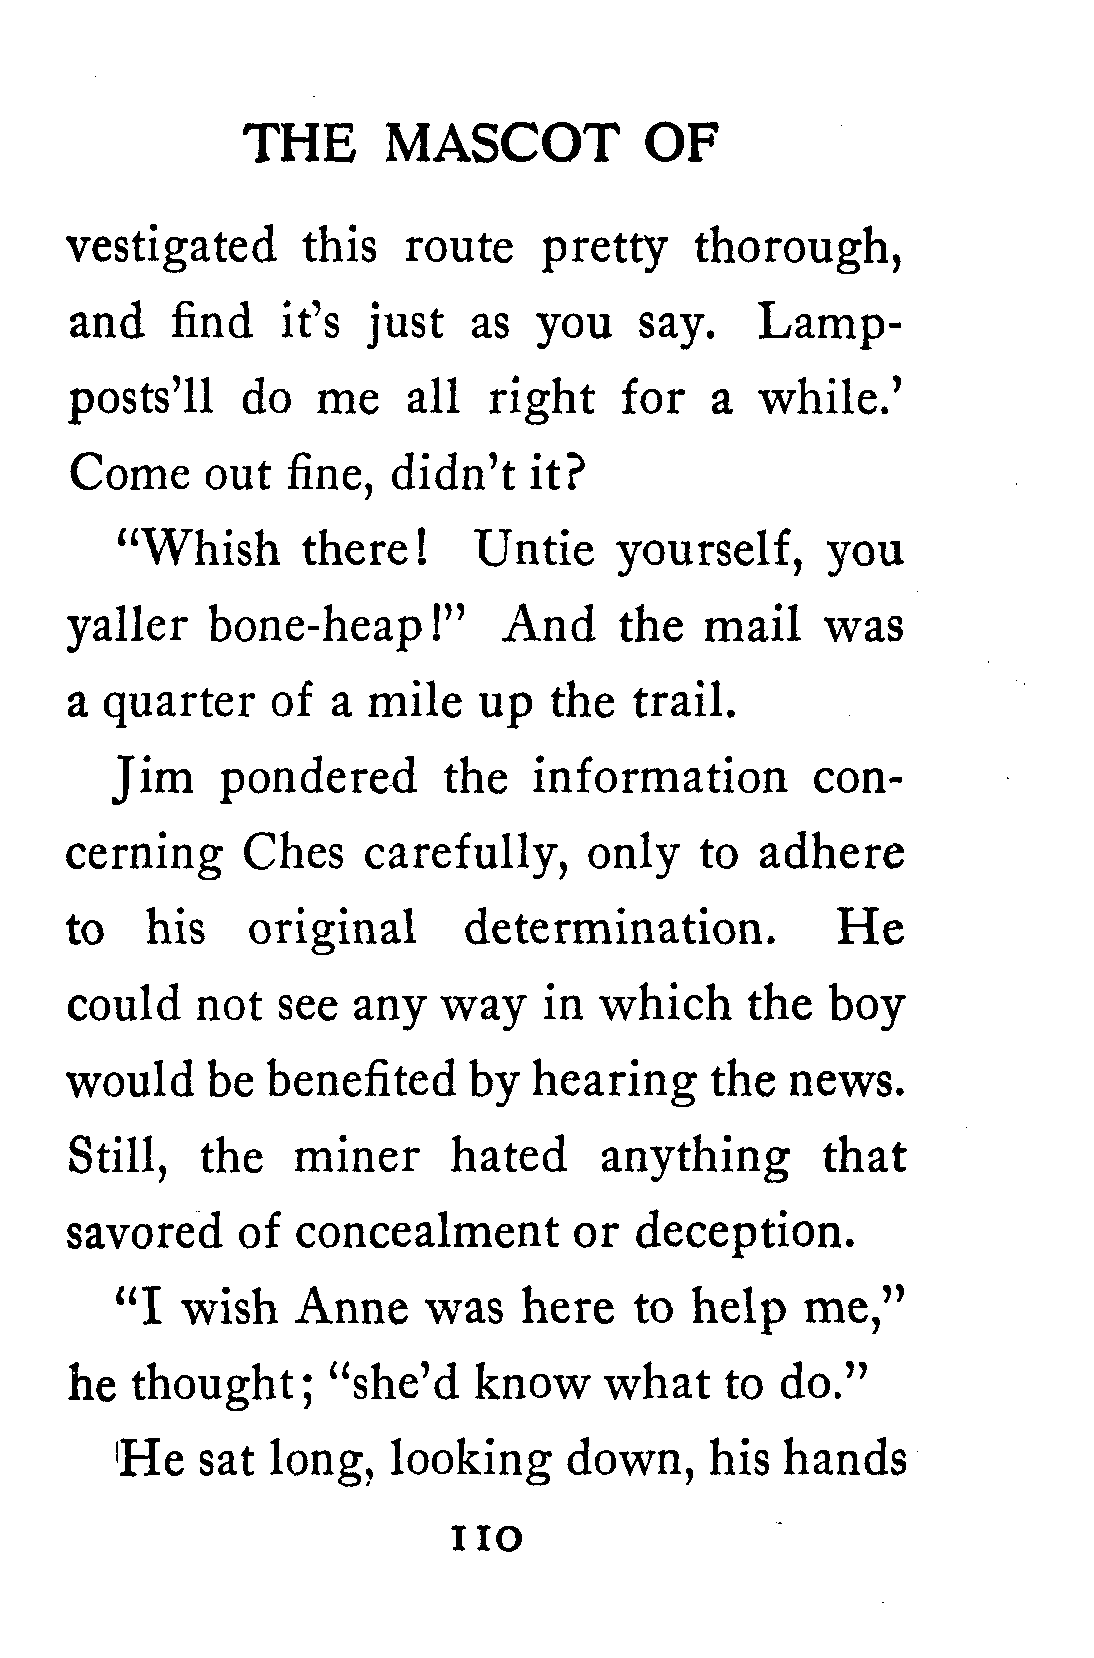 THE MASCOT OF
vestigated this route pretty thorough,
and find it's just as you say. Lamp-
posts'll do me all right for a while.'
Come out fine, didn't it?
"Whish there! Untie yourself, you
yaller bone-heap!" And the mail was
a quarter of a mile up the trail.
Jim pondered the information con-
cerning Ches carefully, only to adhere
to his original determination. He
could not see any way in which the boy
would be benefited by hearing the news.
Still, the miner hated anything that
savored of concealment or deception.
"I wish Anne was here to help me,"
he thought; "she'd know what to do."
He sat long, looking down, his hands
110